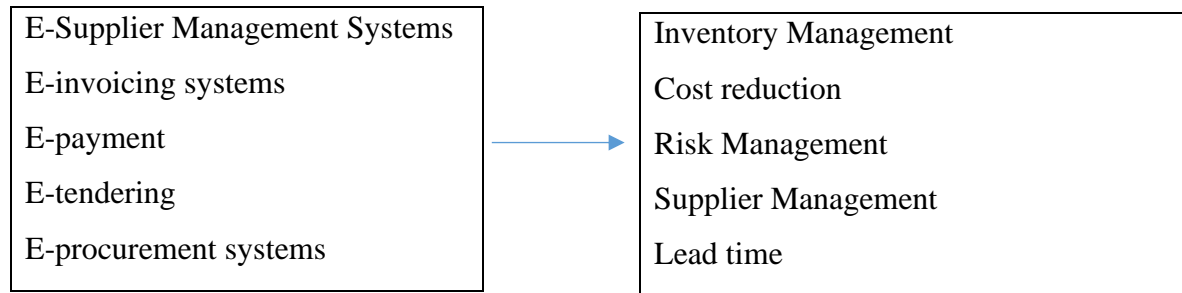 E-Supplier Management Systems
E-invoicing systems
E-payment
E-tendering
E-procurement systems
Inventory Management
Cost reduction
Risk Management
Supplier Management
Lead time